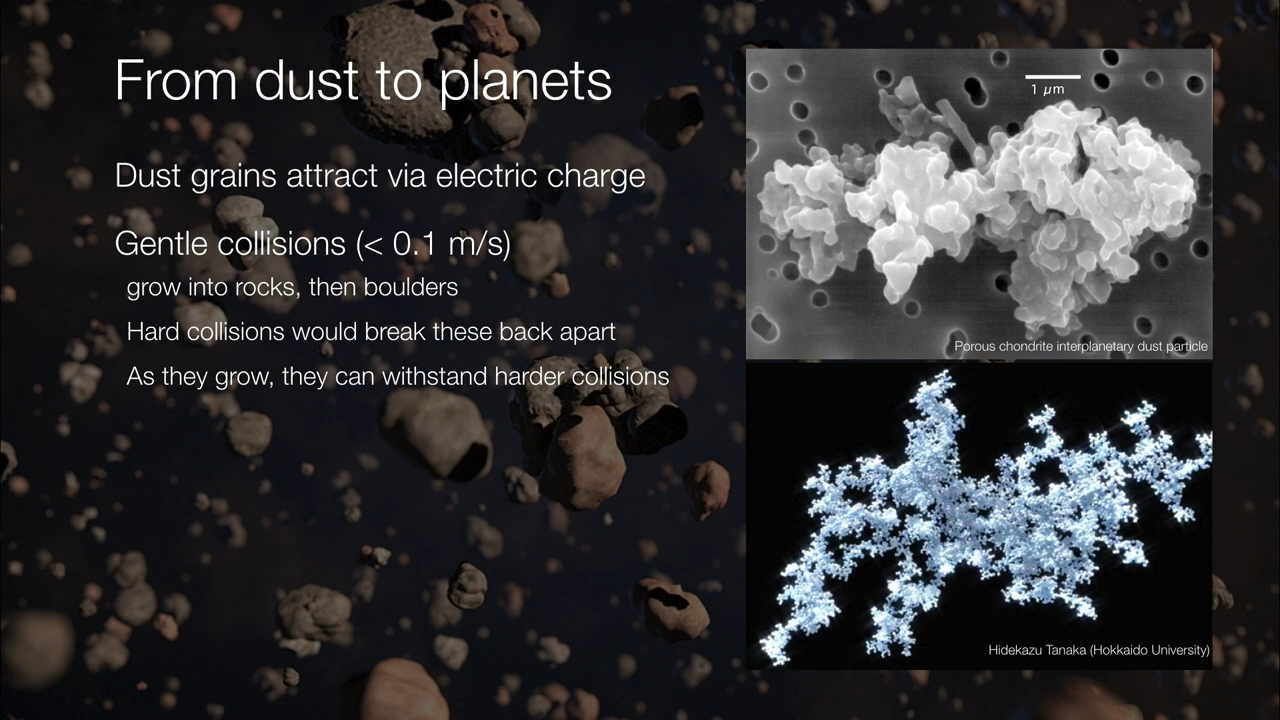 From dust to planets
Dust grains attract via electric charge
Gentle collisions (< 0.1 m/s)
grow into rocks, then boulders
Hard collisions would break these back apart
As they grow, they can withstand harder collisions
1 μm
Porous chondrite interplanetary dust particle
Hidekazu Tanaka (Hokkaido University)